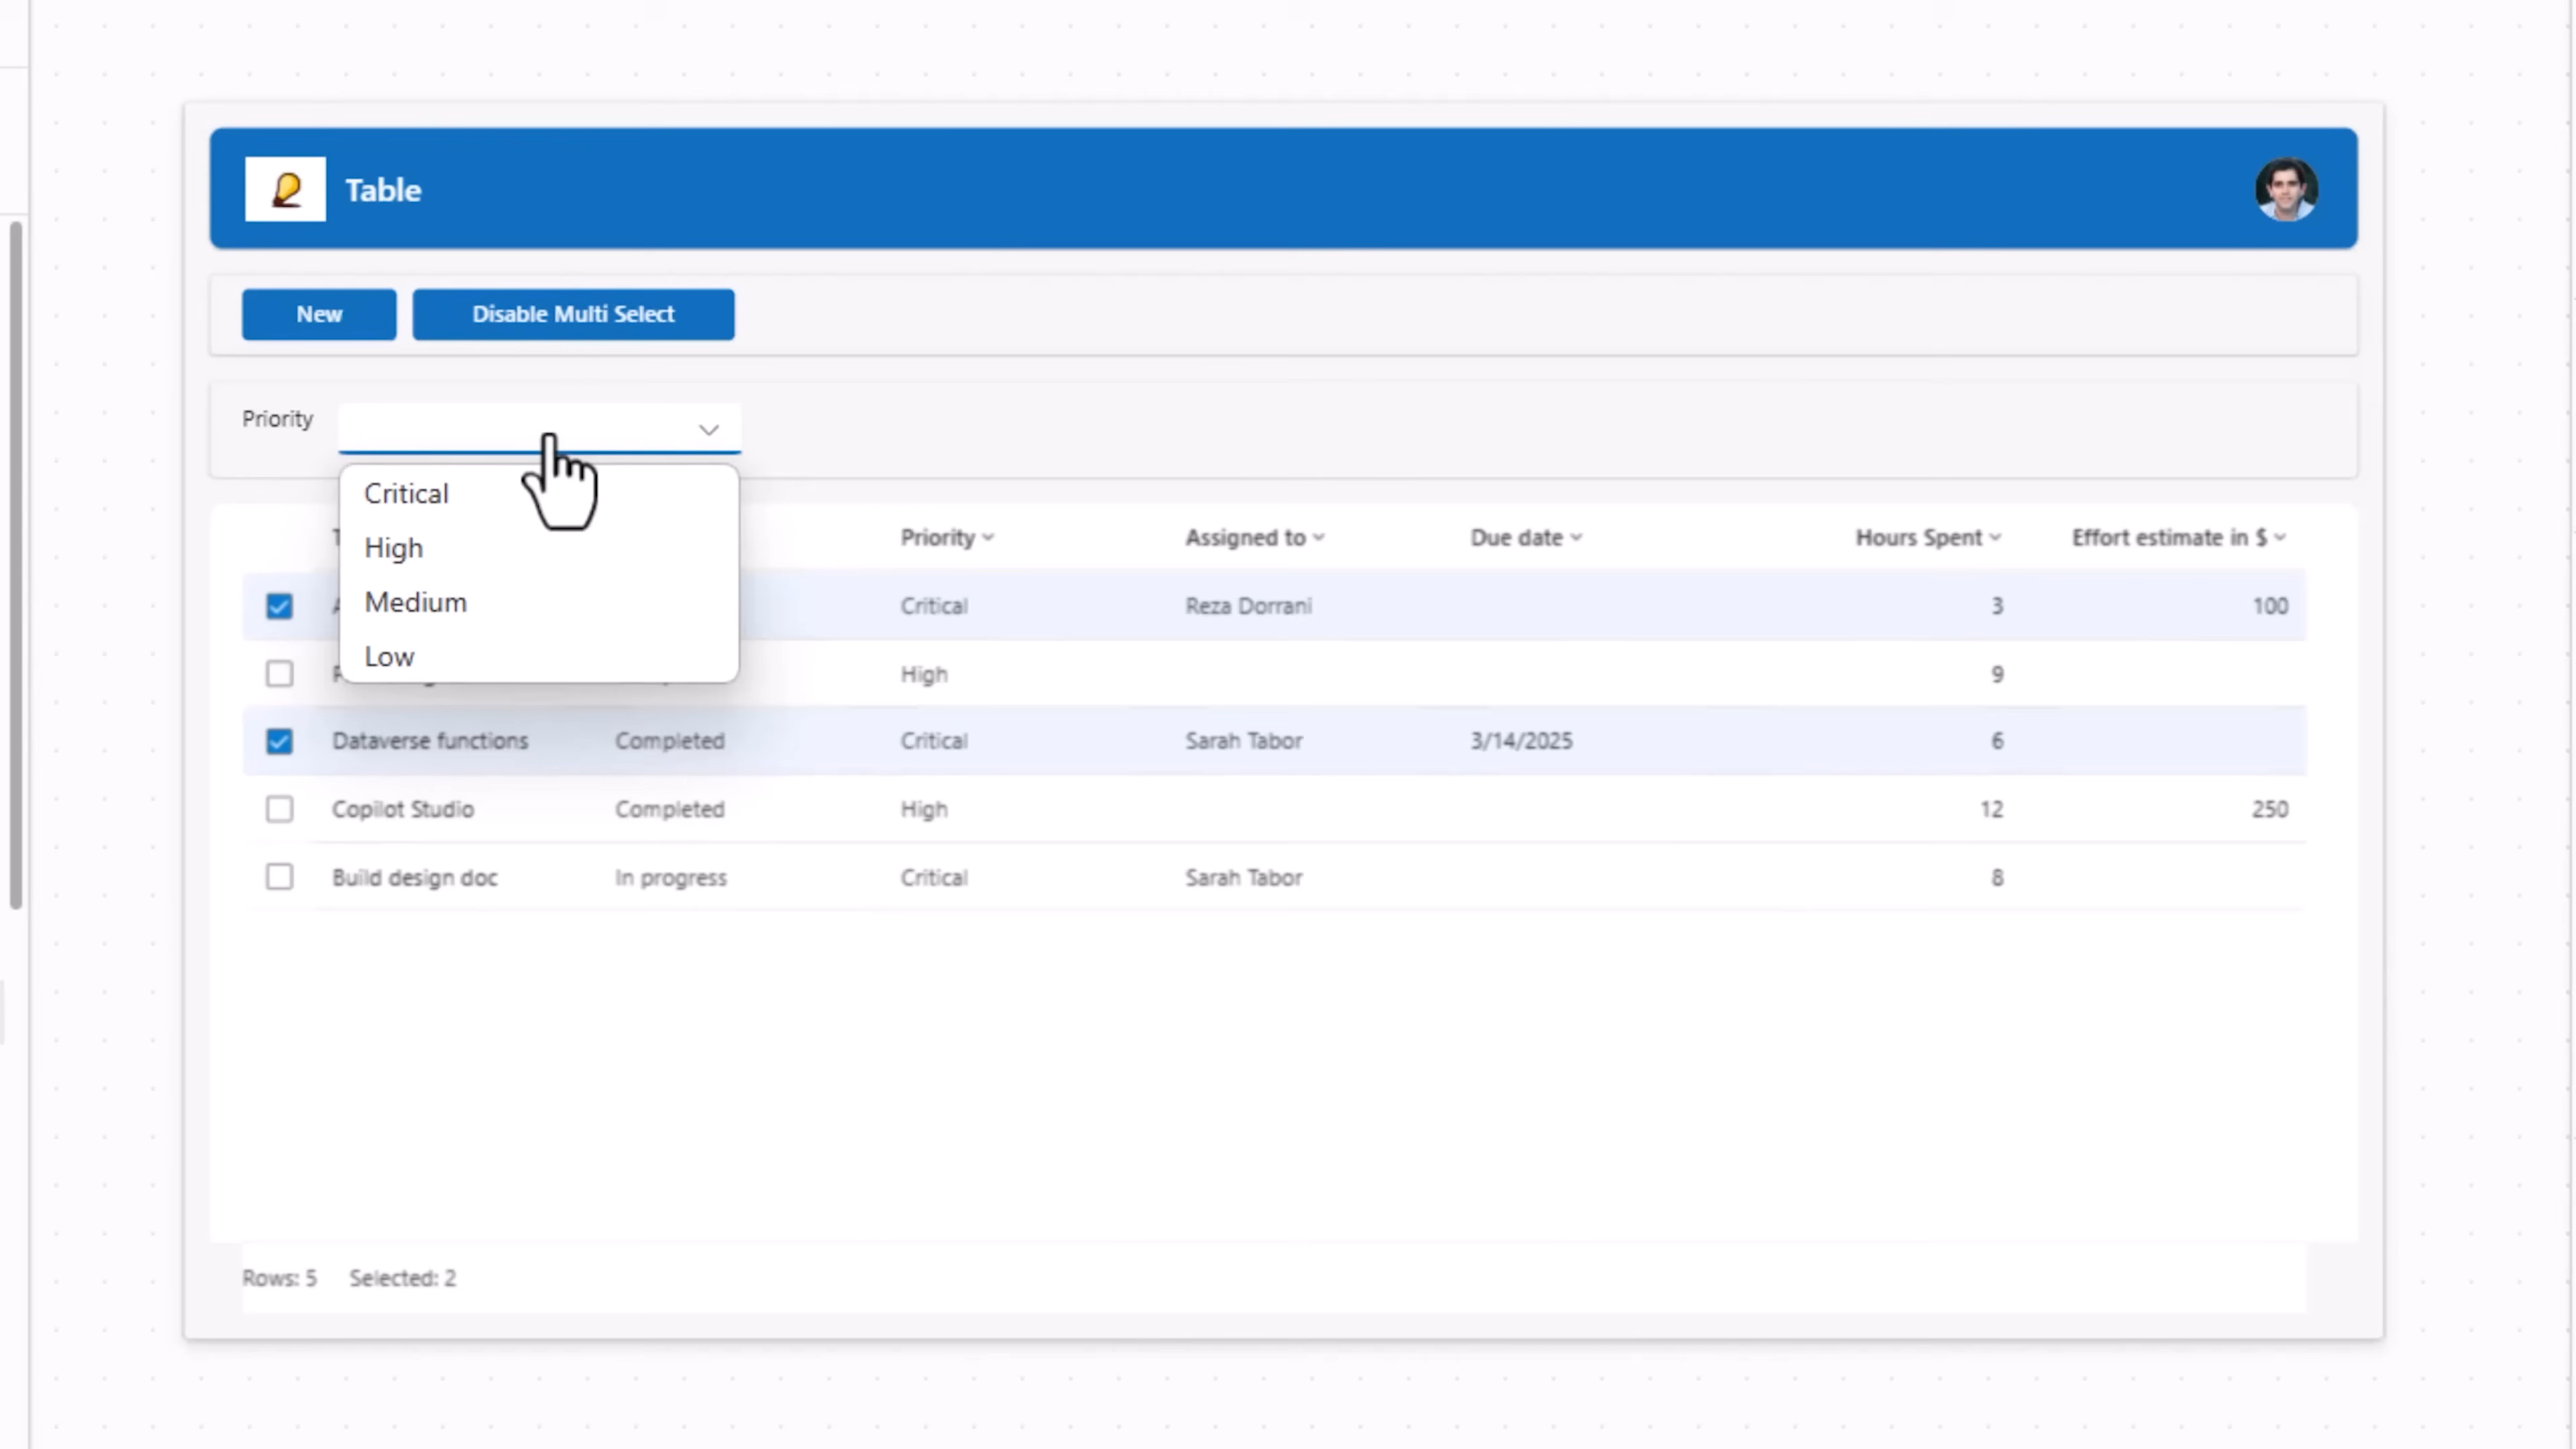 Table
New Disable Multi Select
Priority
Critical
High
Medium
Low
Priority Assigned to Due date Hours Spent Effort estimate in $
Critical Reza Dorrani 3 100
High 9
Dataverse functions Completed Critical Sarah Tabor 3/14/2025 6
Copilot Studio Completed High 12 250
Build design doc In progress Critical Sarah Tabor 8
Rows: 5 Selected: 2